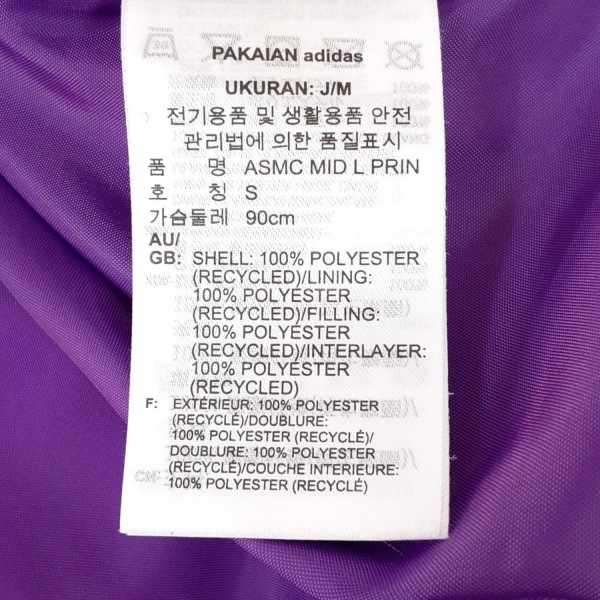 PAKAIAN adidas
UKURAN: J/M
전기용품 및 생활용품 안전
관리법에 의한 품질표시
품 명 ASMC MID L PRIN
호 칭 S
가슴둘레 90cm
AU/
GB: SHELL: 100% POLYESTER
(RECYCLED)/LINING:
100% POLYESTER
(RECYCLED)/FILLING:
100% POLYESTER
(RECYCLED)/INTERLAYER:
100% POLYESTER
(RECYCLED)
F: EXTÉRIEUR: 100% POLYESTER
(RECYCLÉ)/DOUBLURE:
100% POLYESTER (RECYCLÉ)/
DOUBLURE: 100% POLYESTER
(RECYCLÉ)/COUCHE INTERIEURE:
100% POLYESTER (RECYCLÉ)